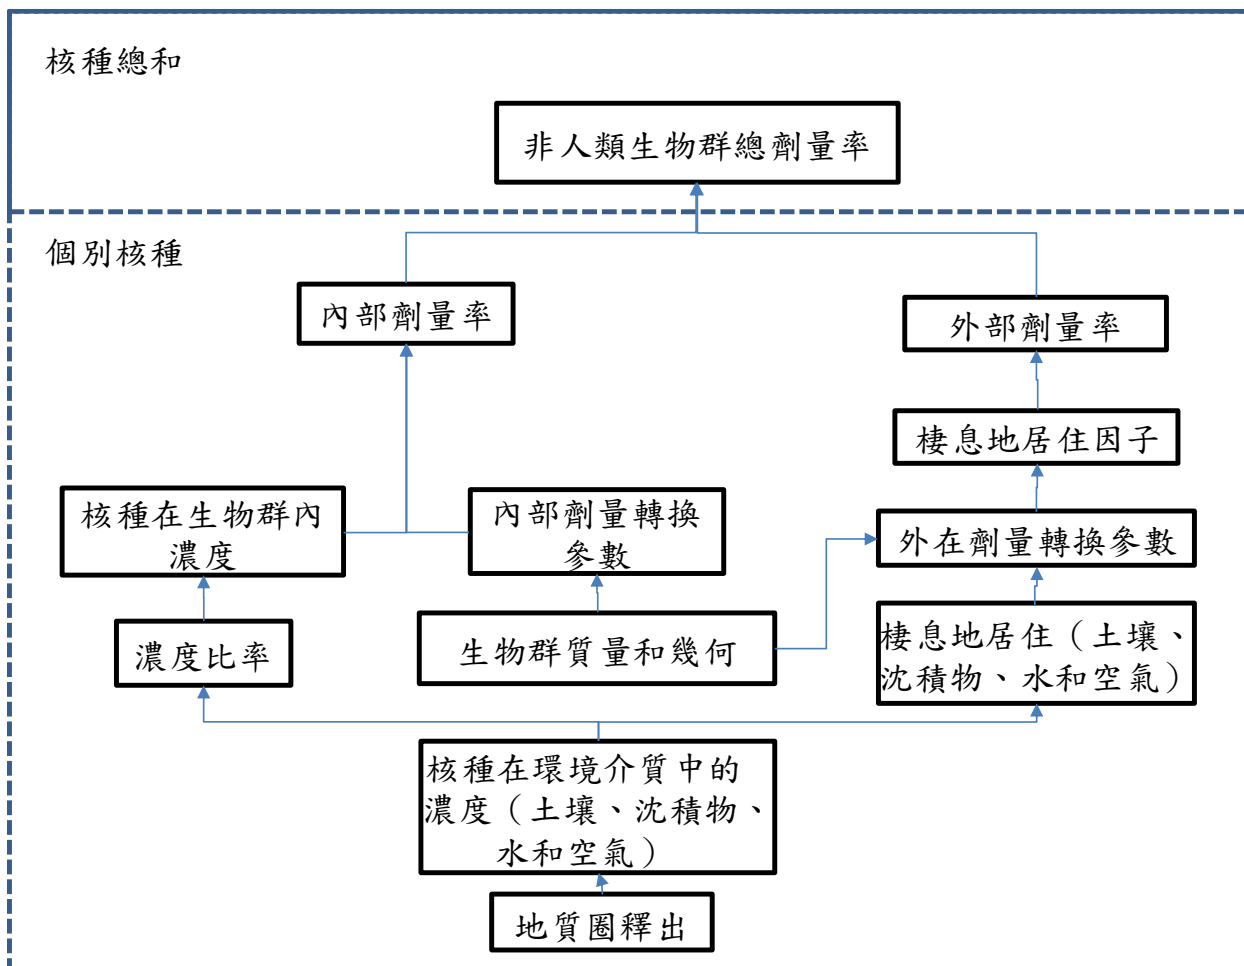 核種總和
非人類生物群總劑量率
個別核種
內部劑量率
外部劑量率
棲息地居住因子
核種在生物群內
濃度
內部劑量轉換
參數
外在劑量轉換參數
濃度比率
生物群質量和幾何
棲息地居住（土壤、
沈積物、水和空氣）
核種在環境介質中的
濃度（土壤、沈積物、
水和空氣）
地質圈釋出